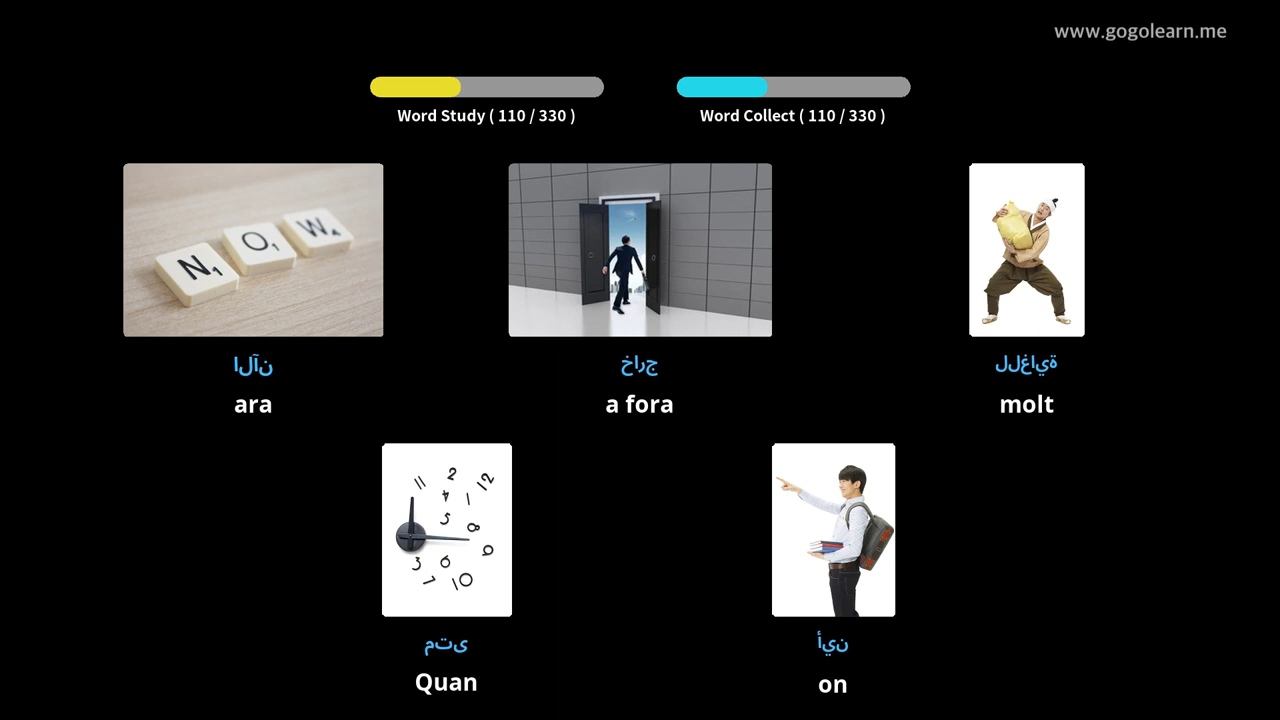 www.gogolearn.me
Word Study ( 110 / 330 )
Word Collect ( 110 / 330 )
NOW
الآن
خارج
للغاية
ara
a fora
molt
متى
أين
Quan
on